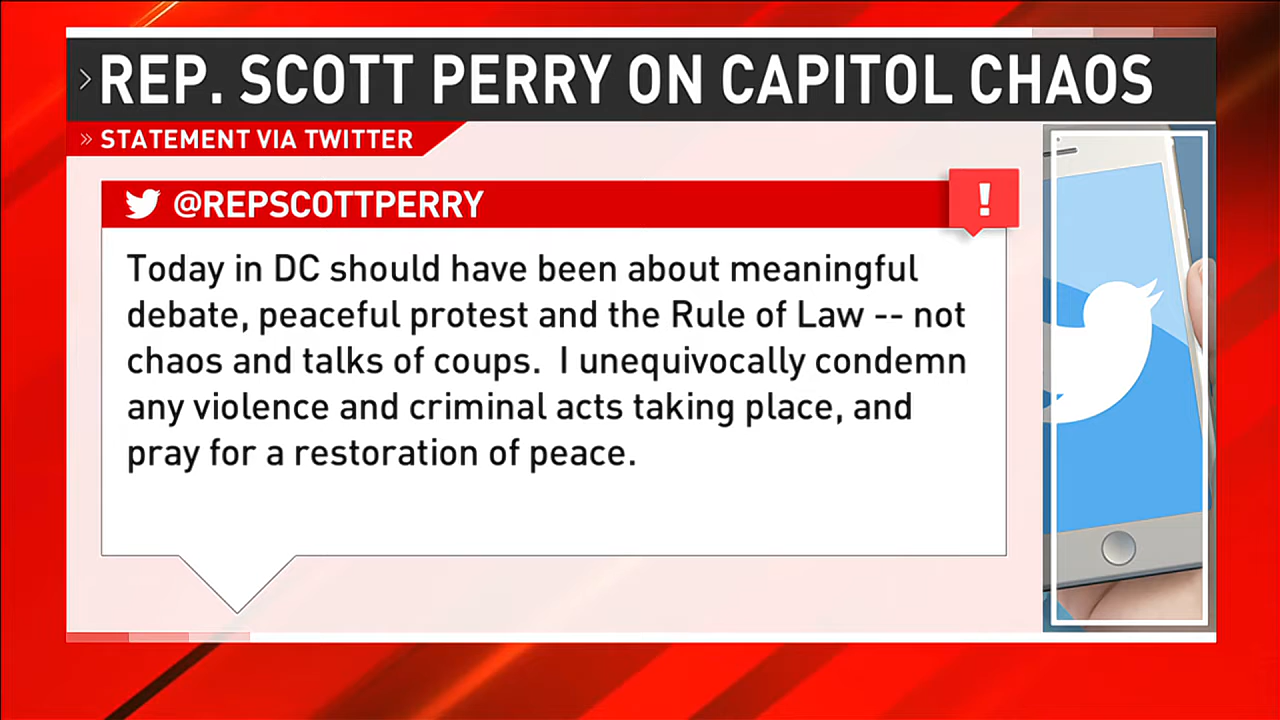 › REP. SCOTT PERRY ON CAPITOL CHAOS
» STATEMENT VIA TWITTER
@REPSCOTTPERRY
!
Today in DC should have been about meaningful
debate, peaceful protest and the Rule of Law -- not
chaos and talks of coups.  I unequivocally condemn
any violence and criminal acts taking place, and
pray for a restoration of peace.